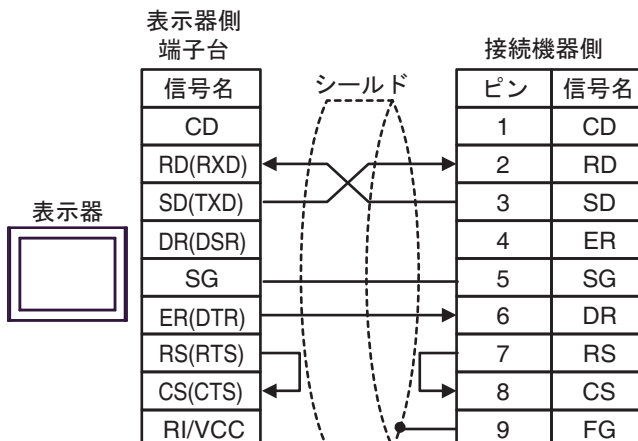 表示器側
端子台
接続機器側
信号名
シールド
ピン 信号名
CD 1 CD
RD(RXD) 2 RD
SD(TXD) 3 SD
表示器
DR(DSR) 4 ER
SG 5 SG
ER(DTR) 6 DR
RS(RTS) 7 RS
CS(CTS) 8 CS
RI/VCC 9 FG